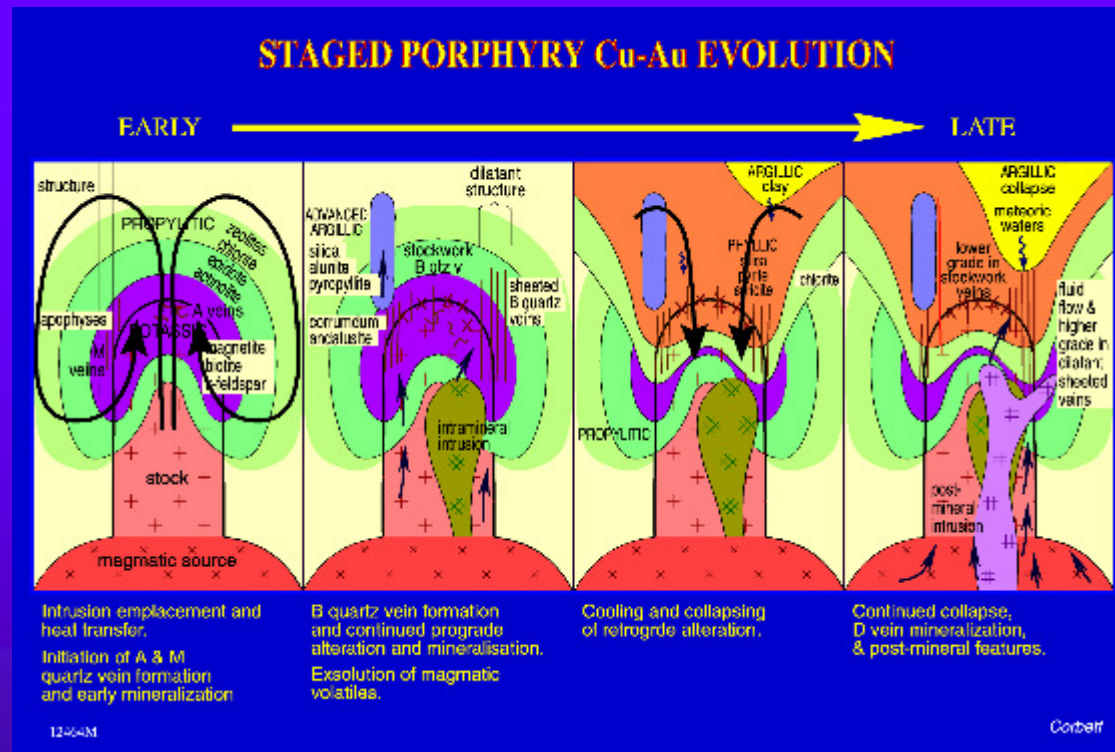 STAGED PORPHYRY Cu-Au EVOLUTION
EARLY
LATE
structure
PROPYLITIC
zeolites
chlorite
epidote
actinolite
apophyses
A veins
POTASSIC
M
veins
magnetite
biotite
k-feldspar
stock
magmatic source
dilatant
structure
ADVANCED
ARGILLIC
silica
alunite
pyropylite
stockwork
B qtz v
sheeted
B quartz
veins
corrumdum
andalusite
intramineral
intrusion
ARGILLIC
clay
PHYLLIC
silica
pyrite
sericite
chlorite
PROPYLITIC
ARGILLIC
collapse
meteoric
waters
lower
grade in
stockwork
veins
fluid
flow &
higher
grade in
dilatant
sheeted
veins
post-
mineral
intrusion
Intrusion emplacement and
heat transfer.
Initiation of A & M
quartz vein formation
and early mineralization
B quartz vein formation
and continued prograde
alteration and mineralisation.
Exsolution of magmatic
volatiles.
Cooling and collapsing
of retrogrde alteration.
Continued collapse,
D vein mineralization,
& post-mineral features.
12464M
Corbett